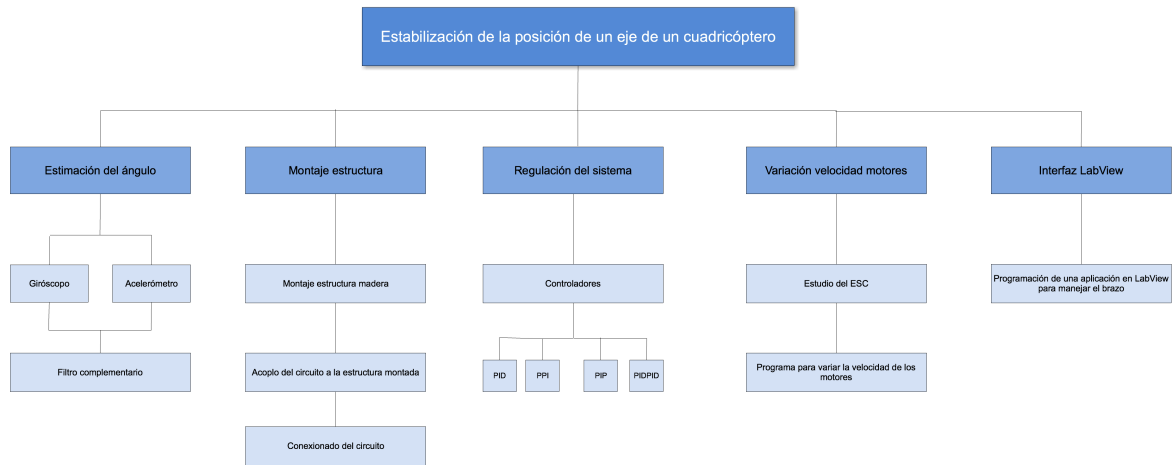 Estabilización de la posición de un eje de un cuadricóptero
Estimación del ángulo
Montaje estructura
Regulación del sistema
Variación velocidad motores
Interfaz LabView
Giróscopo
Acelerómetro
Montaje estructura madera
Controladores
Estudio del ESC
Programación de una aplicación en LabView
para manejar el brazo
Filtro complementario
Acoplo del circuito a la estructura montada
PID
PPI
PIP
PIDPID
Programa para variar la velocidad de los
motores
Conexionado del circuito